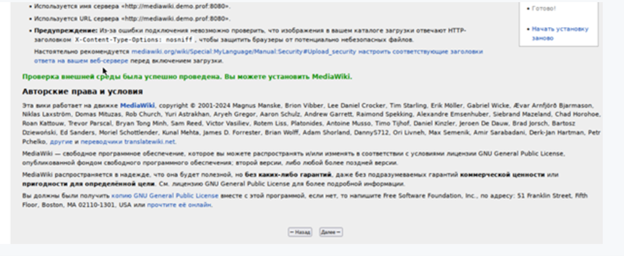 • Используется имя сервера «http://mediawiki.demo.prof:8080».
• Используется URL сервера «http://mediawiki.demo.prof:8080».
• Предупреждение: Из-за ошибки подключения невозможно проверить, что изображения в вашем каталоге загрузки отвечают HTTP-
заголовком X-Content-Type-Options: nosniff, чтобы защитить браузеры от потенциально небезопасных файлов.
Настоятельно рекомендуется mediawiki.org/wiki/Special:MyLanguage/Manual:Security#Upload_security настроить соответствующие заголовки
ответа на вашем веб-сервере перед включением загрузки.
Проверка внешней среды была успешно проведена. Вы можете установить MediaWiki.
Авторские права и условия
Эта вики работает на движке MediaWiki, copyright © 2001-2024 Magnus Manske, Brion Vibber, Lee Daniel Crocker, Tim Starling, Erik Möller, Gabriel Wicke, Ævar Arnfjörð Bjarmason,
Niklas Laxström, Domas Mituzas, Rob Church, Yuri Astrakhan, Aryeh Gregor, Aaron Schulz, Andrew Garrett, Raimond Spekking, Alexandre Emsenhuber, Siebrand Mazeland, Chad Horohoe,
Roan Kattouw, Trevor Parscal, Bryan Tong Minh, Sam Reed, Victor Vasiliev, Rotem Liss, Platonides, Antoine Musso, Timo Tijhof, Daniel Kinzler, Jeroen De Dauw, Brad Jorsch, Bartosz
Dziewoński, Ed Sanders, Moriel Schottlender, Kunal Mehta, James D. Forrester, Brian Wolff, Adam Shorland, DannyS712, Ori Livneh, Max Semenik, Amir Sarabadani, Derk-Jan Hartman, Petr
Pchelko, другие и переводчики translatewiki.net.
MediaWiki — свободное программное обеспечение, которое вы можете распространять и/или изменять в соответствии с условиями лицензии GNU General Public License,
опубликованной фондом свободного программного обеспечения; второй версии, либо любой более поздней версии.
MediaWiki распространяется в надежде, что она будет полезной, но без каких-либо гарантий, даже без подразумеваемых гарантий коммерческой ценности или
пригодности для определённой цели. См. лицензию GNU General Public License для более подробной информации.
Вы должны были получить копию GNU General Public License вместе с этой программой, если нет, то напишите Free Software Foundation, Inc., по адресу: 51 Franklin Street, Fifth
Floor, Boston, MA 02110-1301, USA или прочтите её онлайн.
← Назад Далее→
• Готово!
• Начать установку
заново